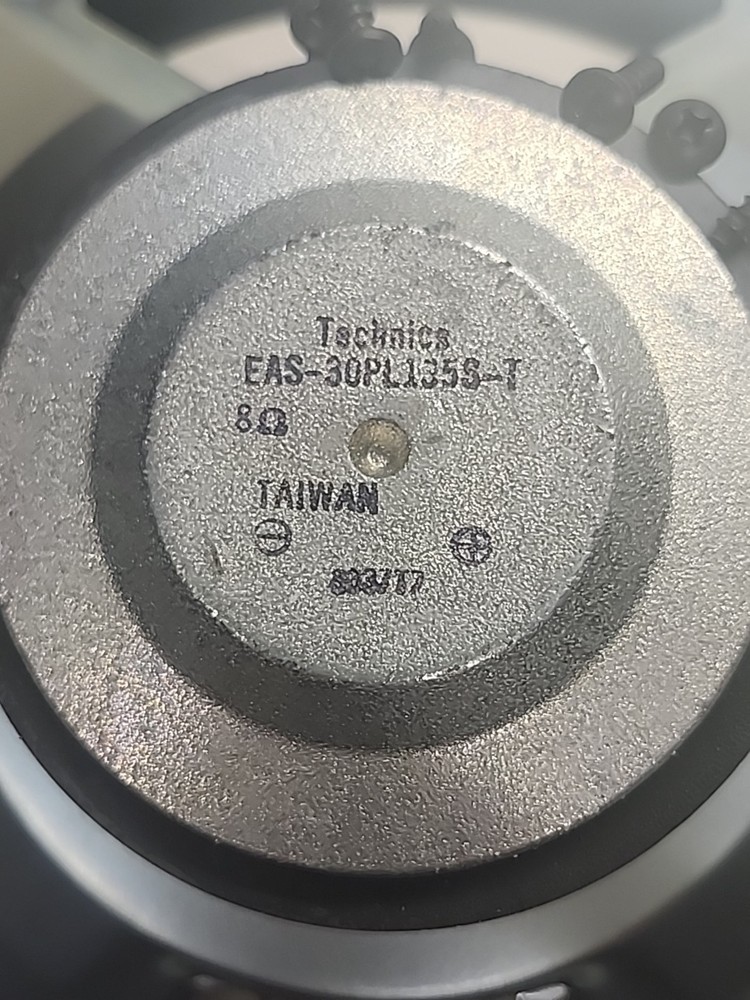 Technics
EAS-30PL135S-T
8Ω
TAIWAN
⊖ ⊕